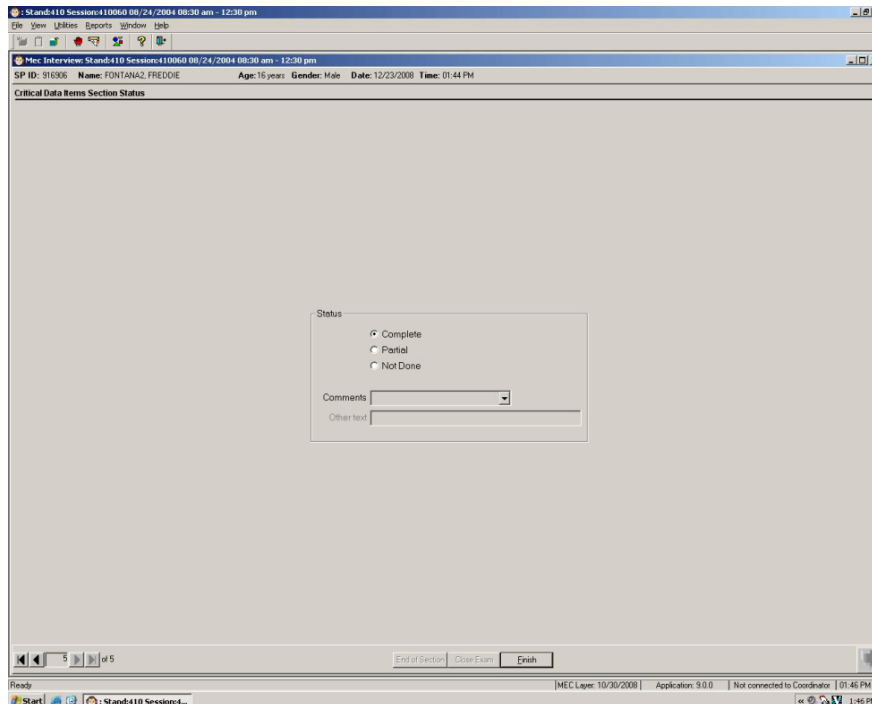 : Stand:410 Session:410060 08/24/2004 08:30 am - 12:30 pm
File View Utilities Reports Window Help
Mec Interview: Stand:410 Session:410060 08/24/2004 08:30 am - 12:30 pm
SP ID: 916906 Name: FONTANA2, FREDDIE Age: 16 years Gender: Male Date: 12/23/2008 Time: 01:44 PM
Critical Data Items Section Status
Status
Complete
Partial
Not Done
Comments
Other text
5 of 5 End of Section Close Exam Finish
Ready MEC Layer: 10/30/2008 Application: 9.0.0 Not connected to Coordinator 01:46 PM
Start : Stand:410 Session:4... « 1:46 P